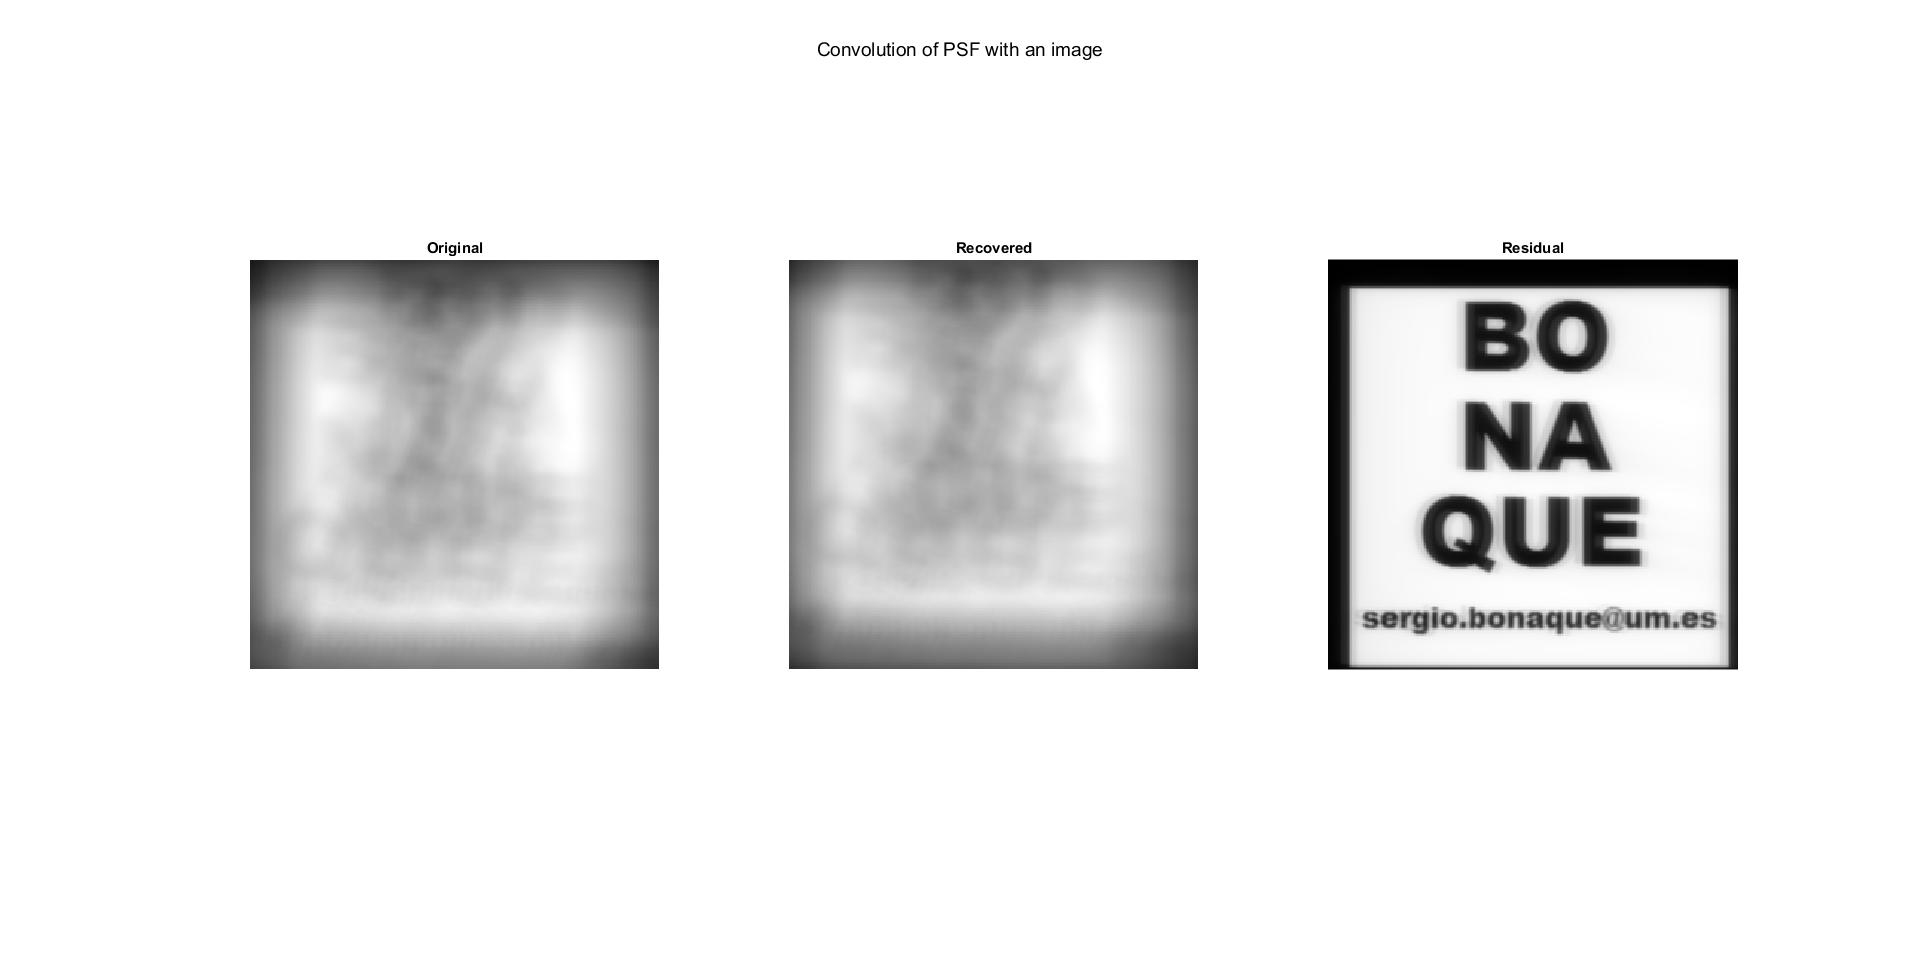 Convolution of PSF with an image
Original
Recovered
Residual
BO
NA
QUE
sergio.bonaque@um.es